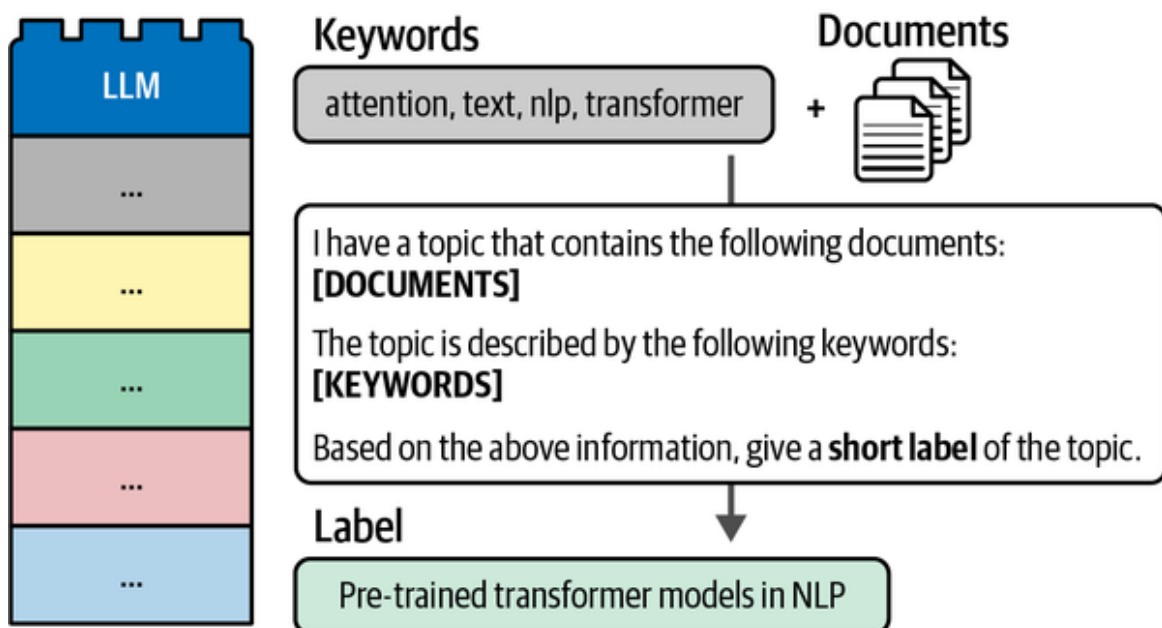 LLM
...
...
...
...
...
Keywords
attention, text, nlp, transformer
+
Documents
I have a topic that contains the following documents:
[DOCUMENTS]
The topic is described by the following keywords:
[KEYWORDS]
Based on the above information, give a short label of the topic.
Label
Pre-trained transformer models in NLP